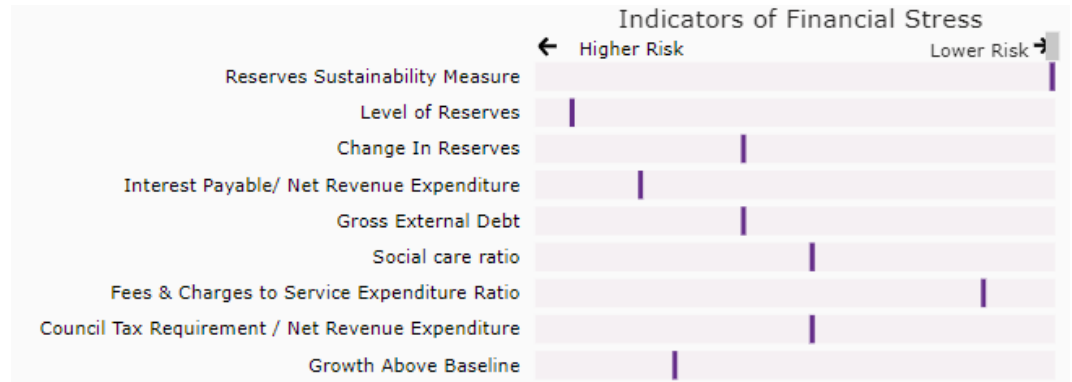 Indicators of Financial Stress
Higher Risk Lower Risk
Reserves Sustainability Measure
Level of Reserves
Change In Reserves
Interest Payable/ Net Revenue Expenditure
Gross External Debt
Social care ratio
Fees & Charges to Service Expenditure Ratio
Council Tax Requirement / Net Revenue Expenditure
Growth Above Baseline